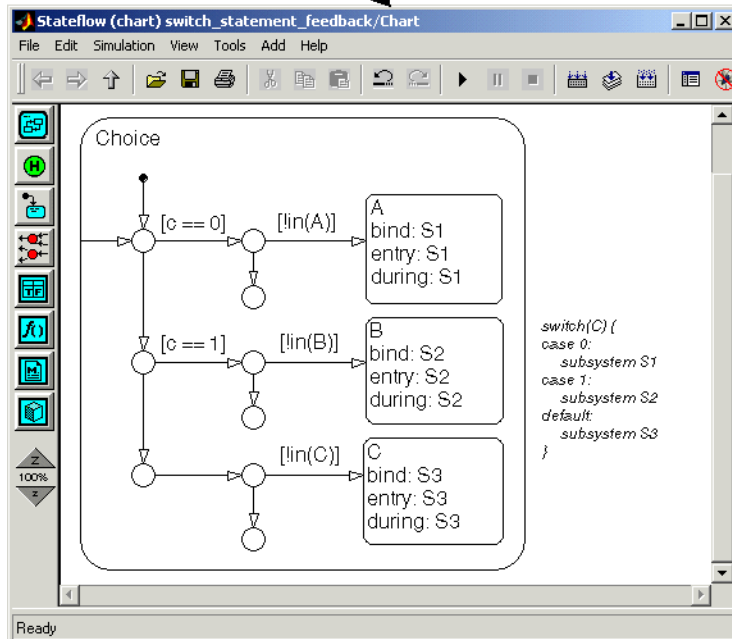 Stateflow (chart) switch_statement_feedback/Chart
File Edit Simulation View Tools Add Help
Choice
[c == 0]
[!in(A)]
A
bind: S1
entry: S1
during: S1
[c == 1]
[!in(B)]
B
bind: S2
entry: S2
during: S2
[!in(C)]
C
bind: S3
entry: S3
during: S3
switch(C) {
case 0:
subsystem S1
case 1:
subsystem S2
default:
subsystem S3
}
H
TF
f()
M
Z
100%
z
Ready